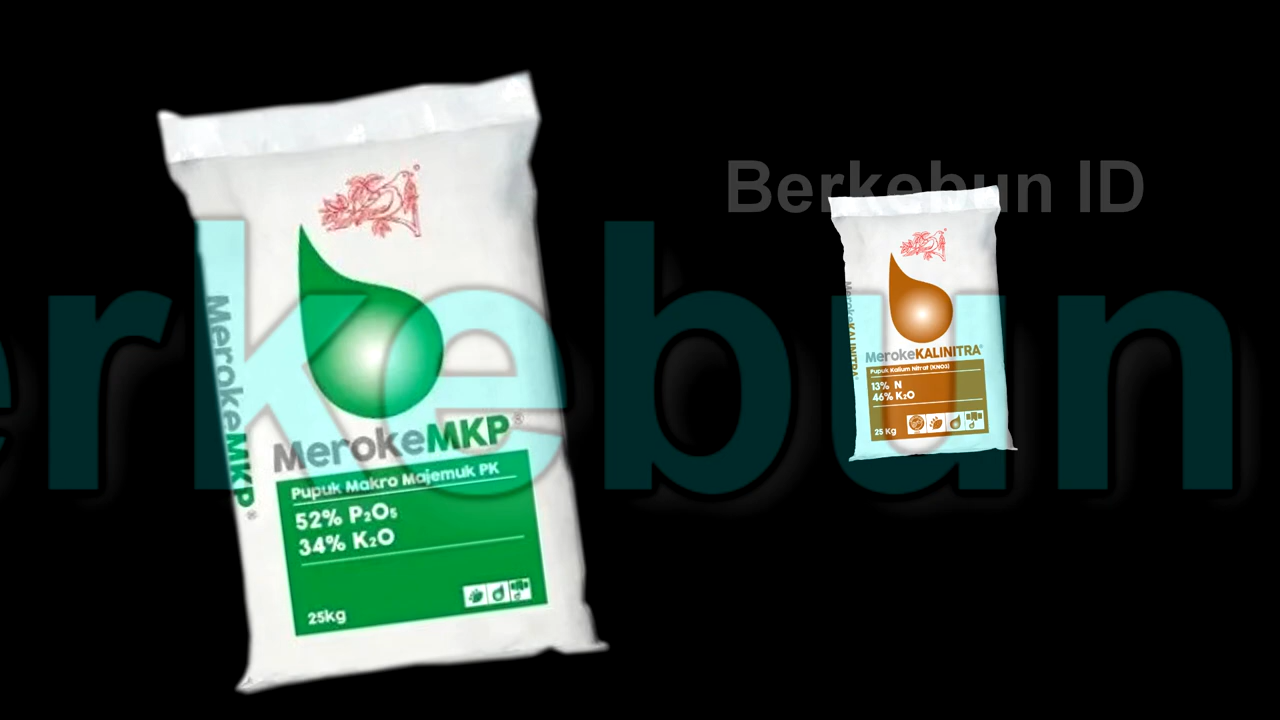 Berkebun ID
erkebun
MerokeMKP®
MerokeMKP®
Pupuk Makro Majemuk PK
52% P₂O₅
34% K₂O
25kg
MerokeKALINITRA®
MerokeKALINITRA®
Pupuk Kalium Nitrat (KNO3)
13% N
46% K₂O
25 Kg